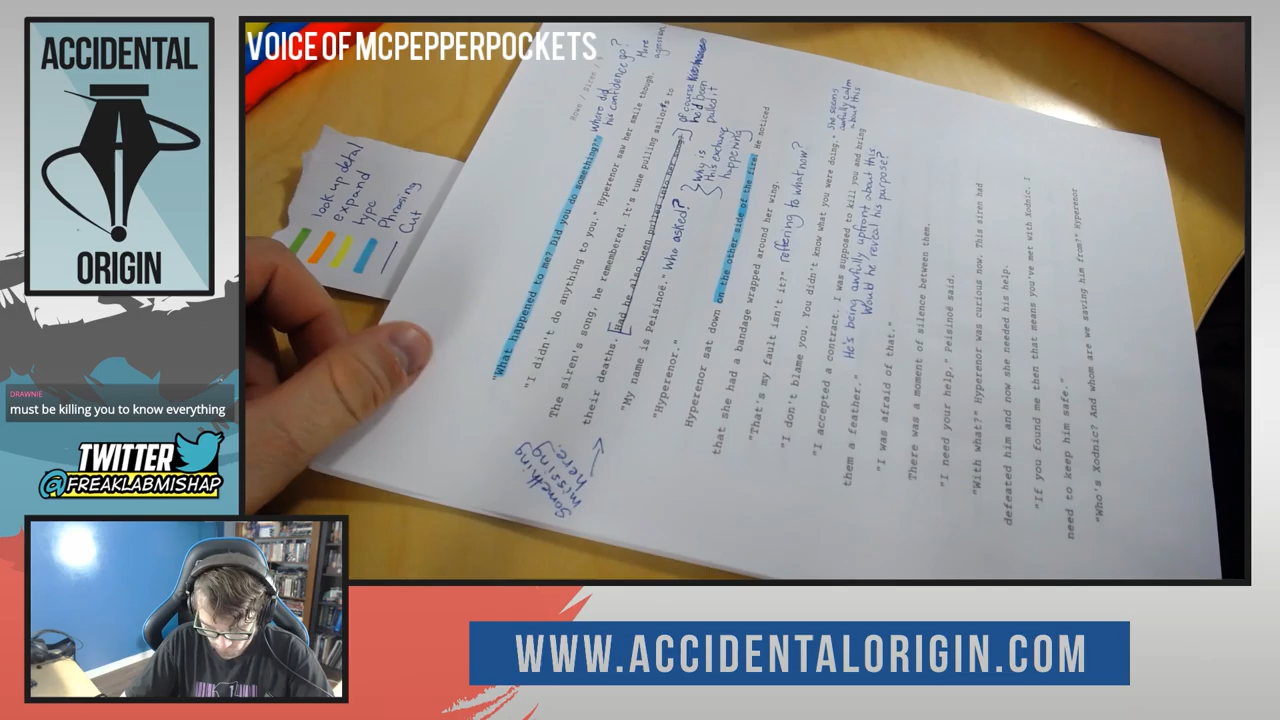 ACCIDENTAL
ORIGIN
VOICE OF MCPEPPERPOCKETS
DRAWNIE
must be killing you to know everything
TWITTER
@FREAKLABMISHAP
WWW.ACCIDENTALORIGIN.COM
look up detail
expand
type
Phrasing
Cut
"What happened to me? Did you do something?"
where did
his confidence go?
More
"I didn't do anything to you." Hyperenor saw her smile though.
The siren's song, he remembered. It's tune pulling sailors to
their deaths. [Had he also been pulled into her song?]
Of course
he'd been
pulled it
something
missing
here.
"My name is Peisinoë." Who asked?
Why is
this exchange
happening
"Hyperenor."
Hyperenor sat down on the other side of the fire. He noticed
that she had a bandage wrapped around her wing.
"That's my fault isn't it?" reffering to what now?
"I don't blame you. You didn't know what you were doing."
She seems
awfully calm
about this
"I accepted a contract. I was supposed to kill you and bring
them a feather."
He's being awfully upfront about this
Would he reveal his purpose?
"I was afraid of that."
There was a moment of silence between them.
"I need your help," Peisinoë said.
"With what?" Hyperenor was curious now. This siren had
defeated him and now she needed his help.
"If you found me then that means you've met with Xodnic. I
need to keep him safe."
"Who's Xodnic? And whom are we saving him from?" Hyperenor